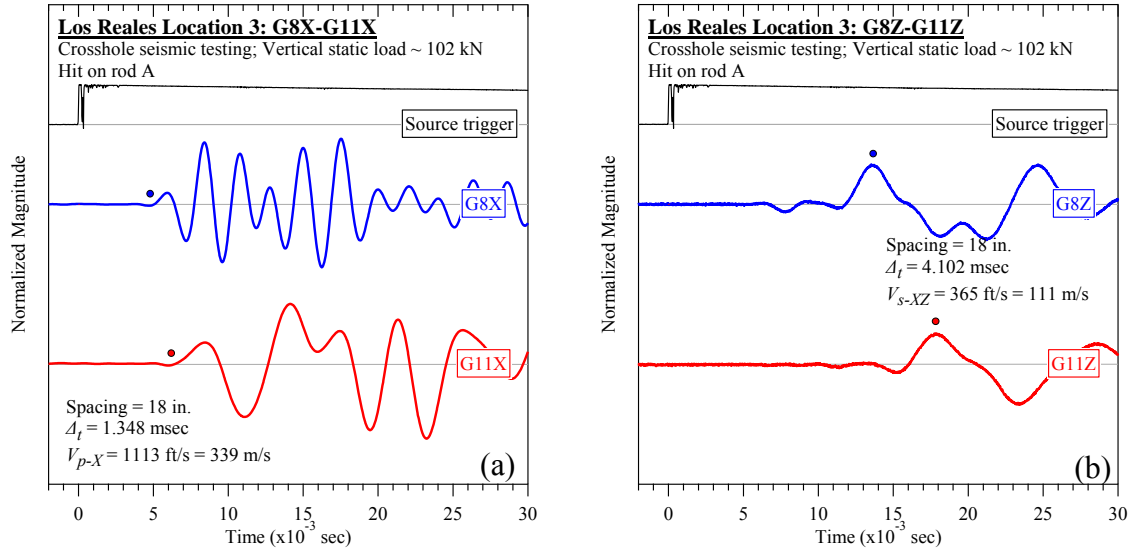 Los Reales Location 3: G8X-G11X
Crosshole seismic testing; Vertical static load ~ 102 kN
Hit on rod A
Source trigger
G8X
G11X
Spacing = 18 in.
Δt = 1.348 msec
Vp-X = 1113 ft/s = 339 m/s
(a)
Normalized Magnitude
0 5 10 15 20 25 30
Time (x10-3 sec)
Los Reales Location 3: G8Z-G11Z
Crosshole seismic testing; Vertical static load ~ 102 kN
Hit on rod A
Source trigger
G8Z
Spacing = 18 in.
Δt = 4.102 msec
Vs-XZ = 365 ft/s = 111 m/s
G11Z
(b)
Normalized Magnitude
0 5 10 15 20 25 30
Time (x10-3 sec)